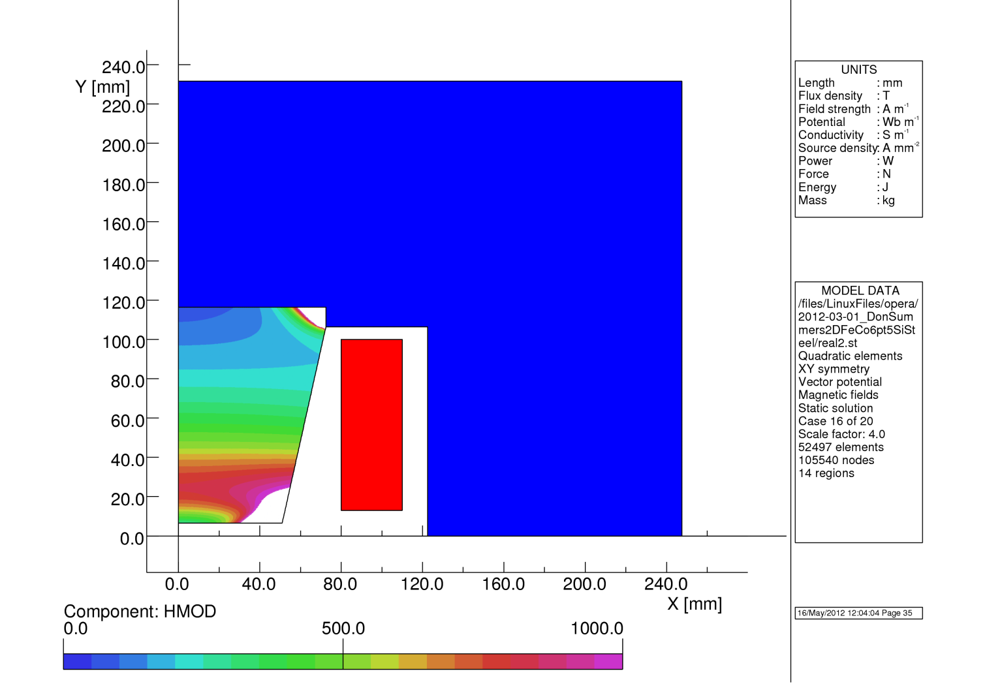 240.0
Y [mm]
220.0
200.0
180.0
160.0
140.0
120.0
100.0
80.0
60.0
40.0
20.0
0.0
0.0 40.0 80.0 120.0 160.0 200.0 240.0
X [mm]
Component: HMOD
0.0 500.0 1000.0
UNITS
Length : mm
Flux density : T
Field strength : A m⁻¹
Potential : Wb m⁻¹
Conductivity : S m⁻¹
Source density: A mm⁻²
Power : W
Force : N
Energy : J
Mass : kg
MODEL DATA
/files/LinuxFiles/opera/
2012-03-01_DonSum
mers2DFeCo6pt5SiSt
eel/real2.st
Quadratic elements
XY symmetry
Vector potential
Magnetic fields
Static solution
Case 16 of 20
Scale factor: 4.0
52497 elements
105540 nodes
14 regions
16/May/2012 12:04:04 Page 35